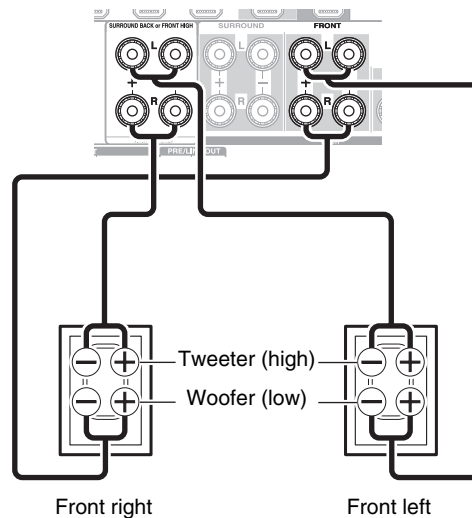 SURROUND BACK or FRONT HIGH SURROUND FRONT
L L L
+ + − +
R R R
PRE/LINE OUT
− + Tweeter (high) − +
− + Woofer (low) − +
Front right Front left